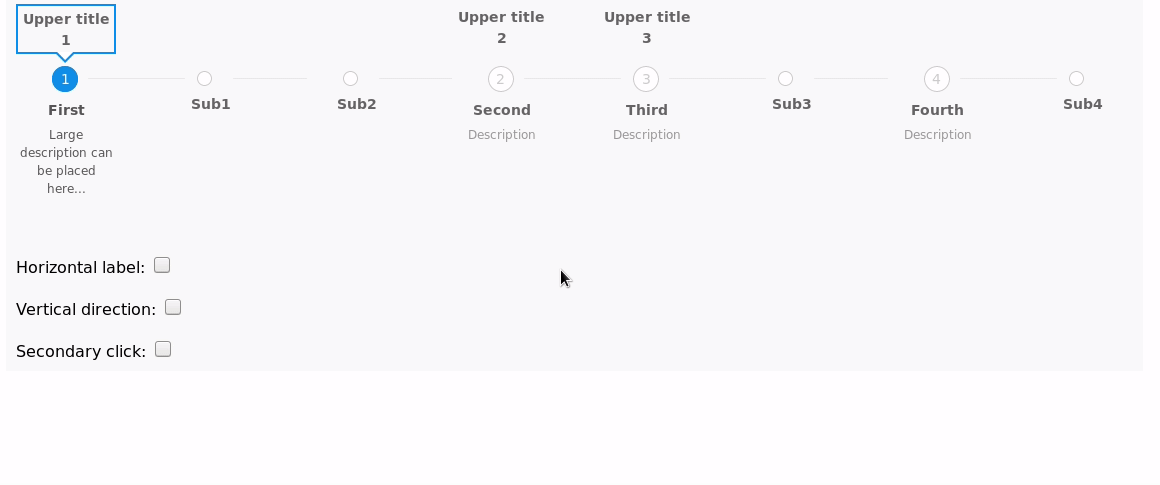 Upper title
1
Upper title
2
Upper title
3
1
2
3
4
First
Sub1
Sub2
Second
Third
Sub3
Fourth
Sub4
Large
description can
be placed
here...
Description
Description
Description
Horizontal label:
Vertical direction:
Secondary click: